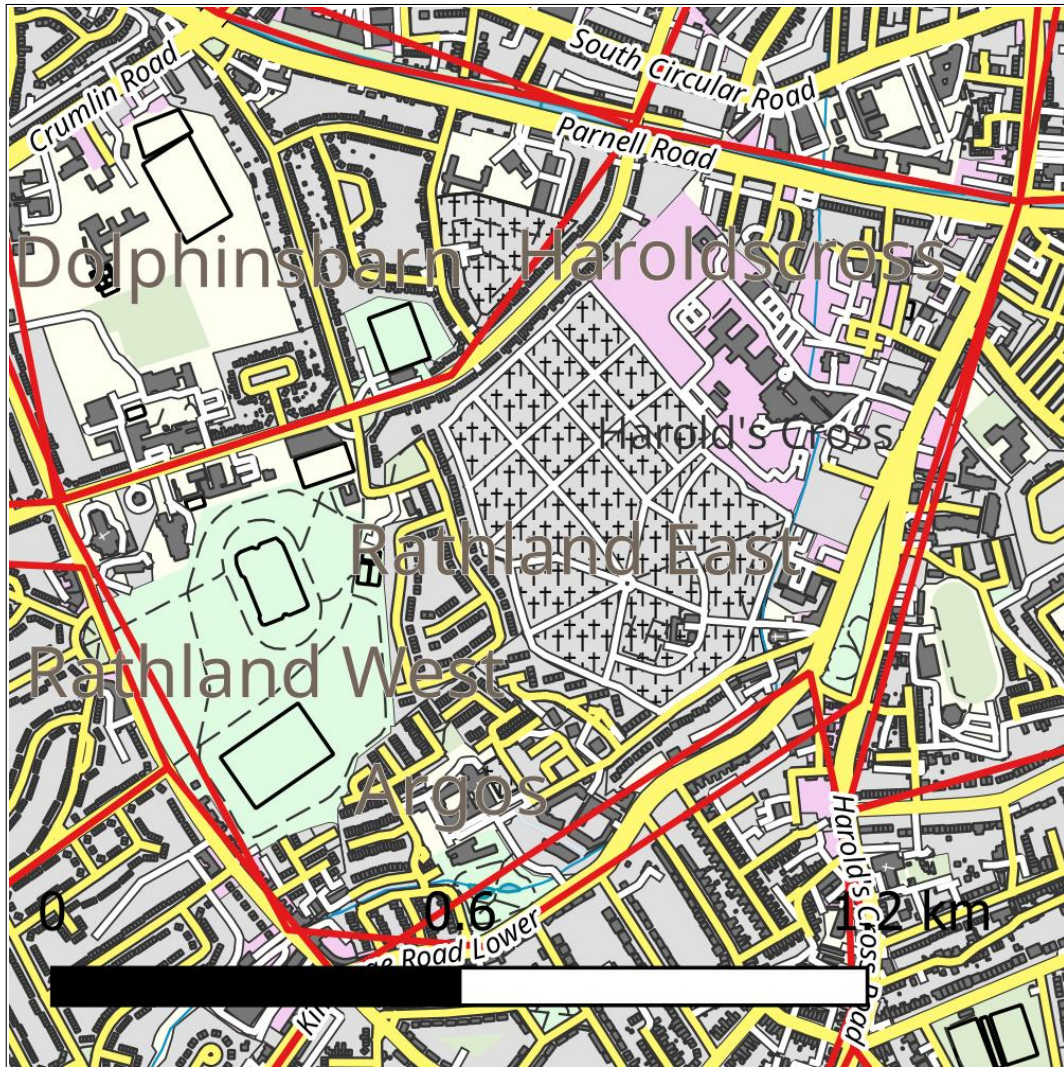 South Circular Road
Crumlin Road
Parnell Road
Dolphinsbarn
Haroldscross
Harold's Cross
Rathland East
Rathland West
Argos
Harold's Cross Road
0
0.6
1.2 km
Road Lower